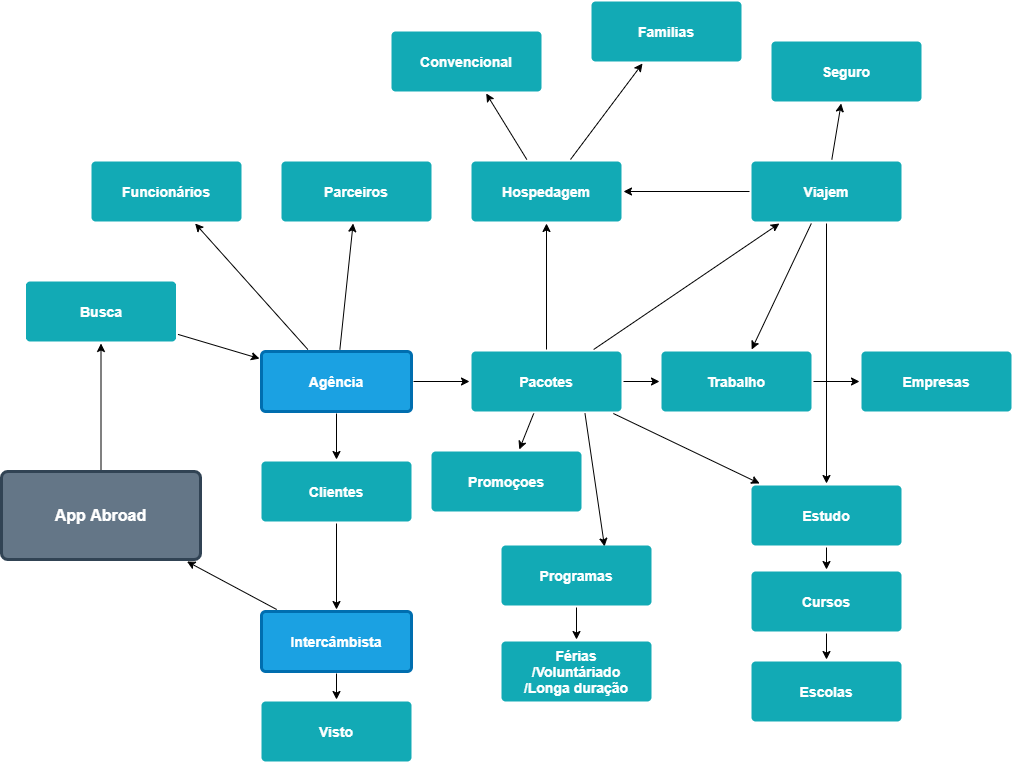 Famílias
Convencional
Seguro
Funcionários
Parceiros
Hospedagem
Viajem
Busca
Agência
Pacotes
Trabalho
Empresas
Clientes
Promoçoes
App Abroad
Estudo
Programas
Cursos
Intercâmbista
Férias
/Voluntáriado
/Longa duração
Escolas
Visto